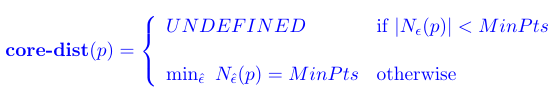 core-dist(p) = { UNDEFINED if |N_ϵ(p)| < MinPts
min_ϵ̂ N_ϵ̂(p) = MinPts otherwise